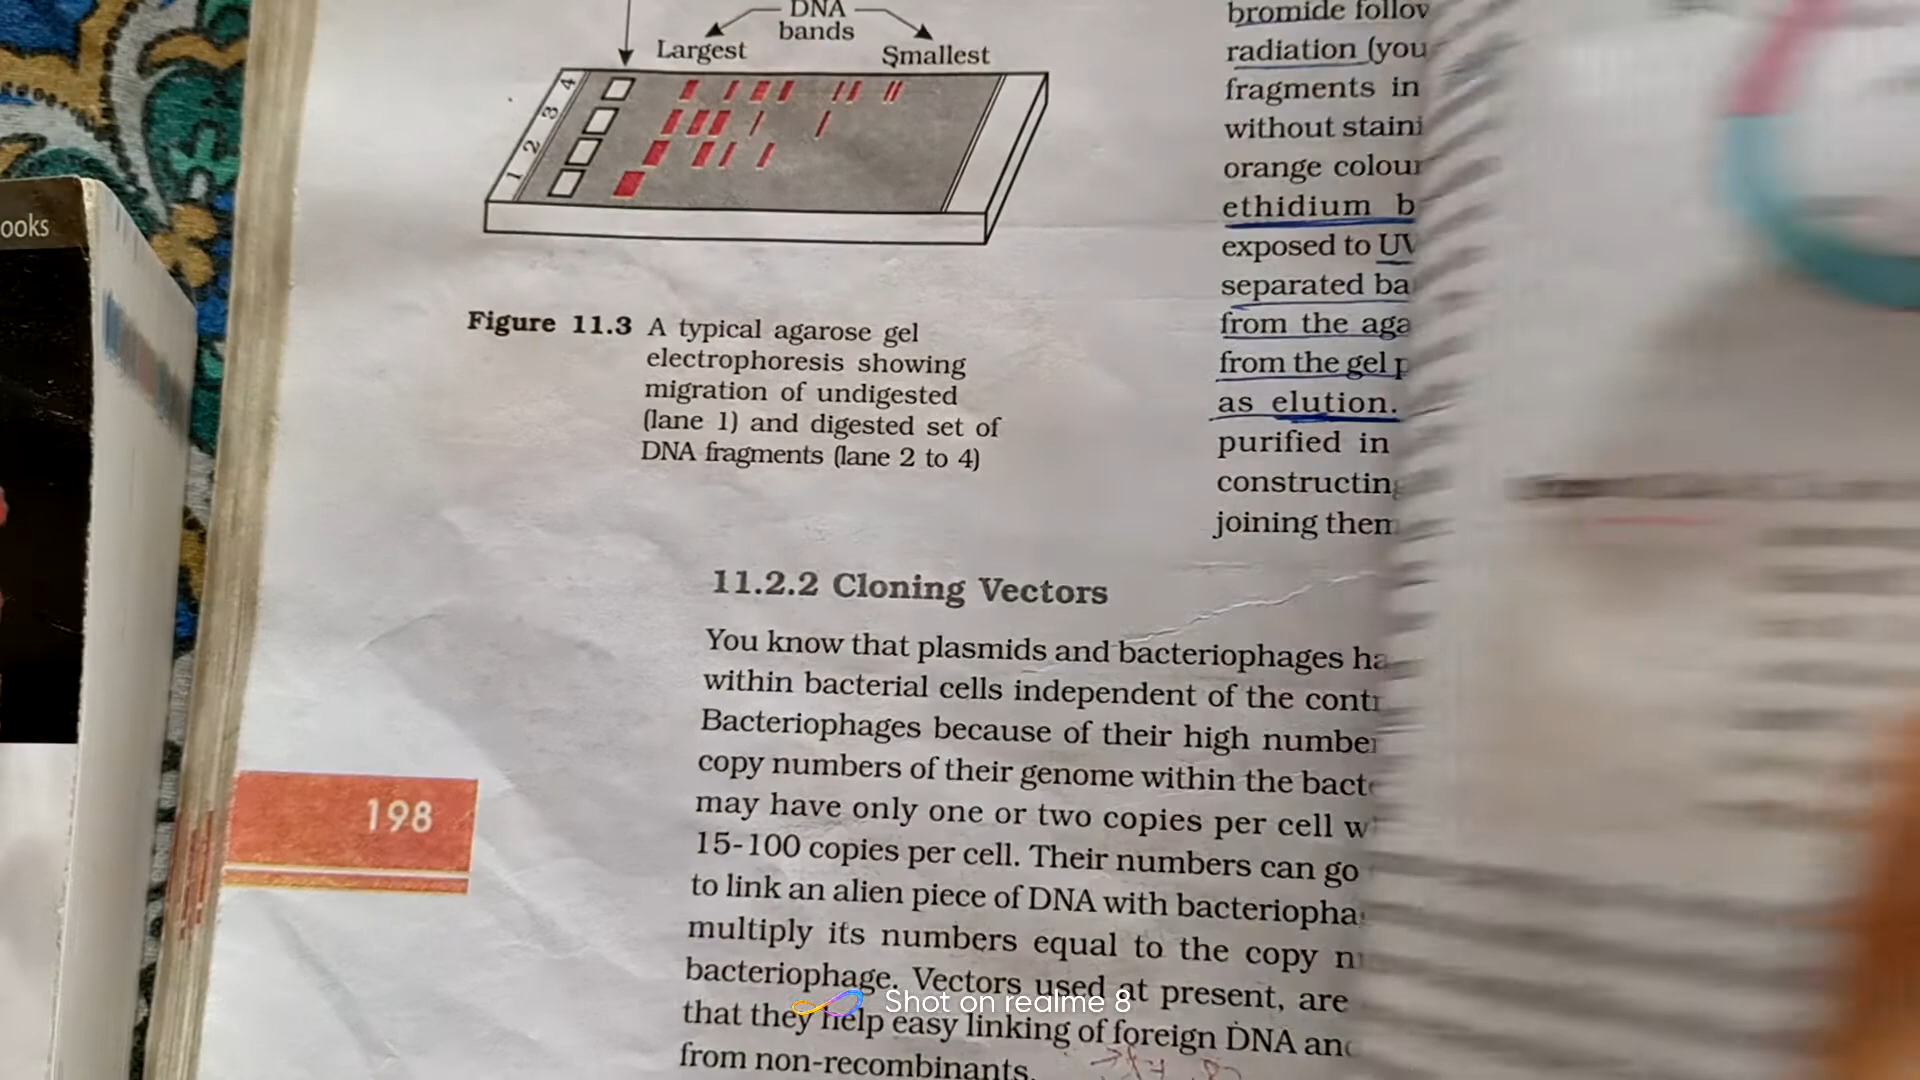 DNA
bands
Largest
Smallest
4
3
2
1
Figure 11.3 A typical agarose gel
electrophoresis showing
migration of undigested
(lane 1) and digested set of
DNA fragments (lane 2 to 4)
bromide follow
radiation (you
fragments in
without staini
orange colour
ethidium b
exposed to UV
separated ba
from the aga
from the gel p
as elution.
purified in
constructing
joining them
11.2.2 Cloning Vectors
You know that plasmids and bacteriophages ha
within bacterial cells independent of the contr
Bacteriophages because of their high number
copy numbers of their genome within the bacte
may have only one or two copies per cell w
15-100 copies per cell. Their numbers can go
to link an alien piece of DNA with bacteriopha
multiply its numbers equal to the copy n
bacteriophage. Vectors used at present, are
that they help easy linking of foreign DNA and
from non-recombinants.
198
ooks
Shot on realme 8